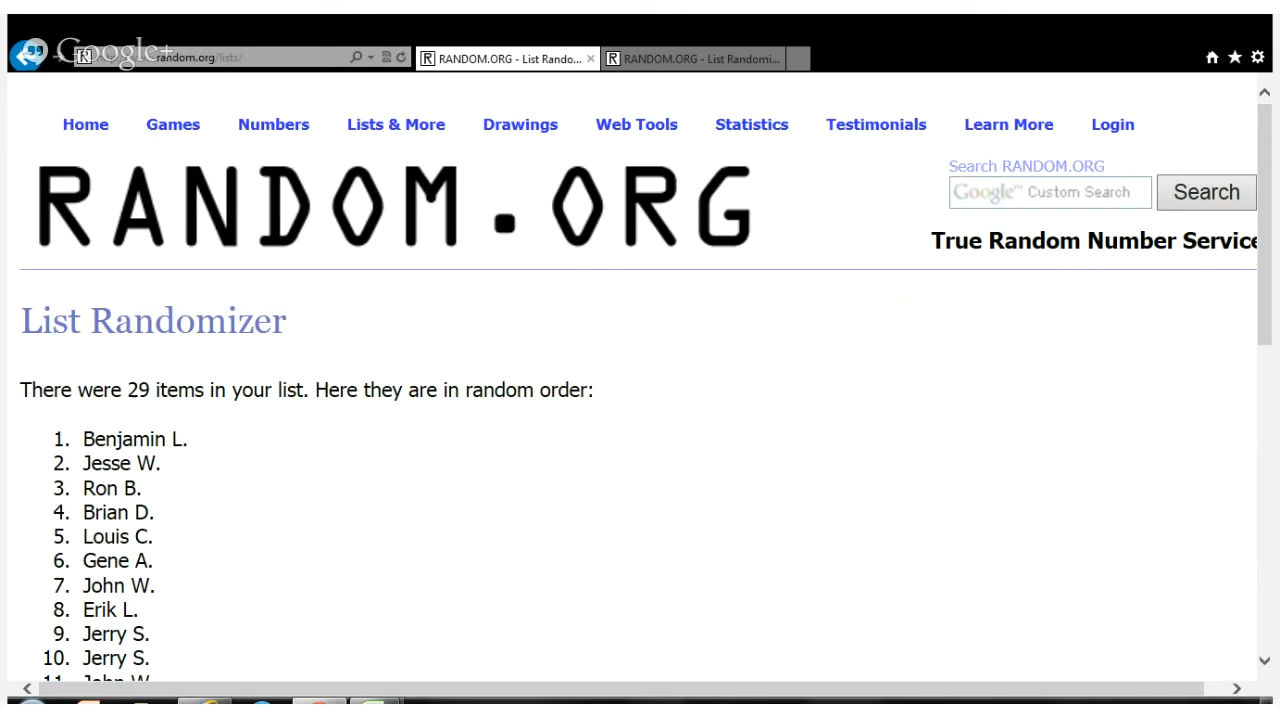 Google+
random.org/lists/
RANDOM.ORG - List Rando...
RANDOM.ORG - List Randomi...
Home Games Numbers Lists & More Drawings Web Tools Statistics Testimonials Learn More Login
RANDOM.ORG
Search RANDOM.ORG
Google™ Custom Search
Search
True Random Number Service
List Randomizer
There were 29 items in your list. Here they are in random order:
1. Benjamin L.
2. Jesse W.
3. Ron B.
4. Brian D.
5. Louis C.
6. Gene A.
7. John W.
8. Erik L.
9. Jerry S.
10. Jerry S.
11. John W.